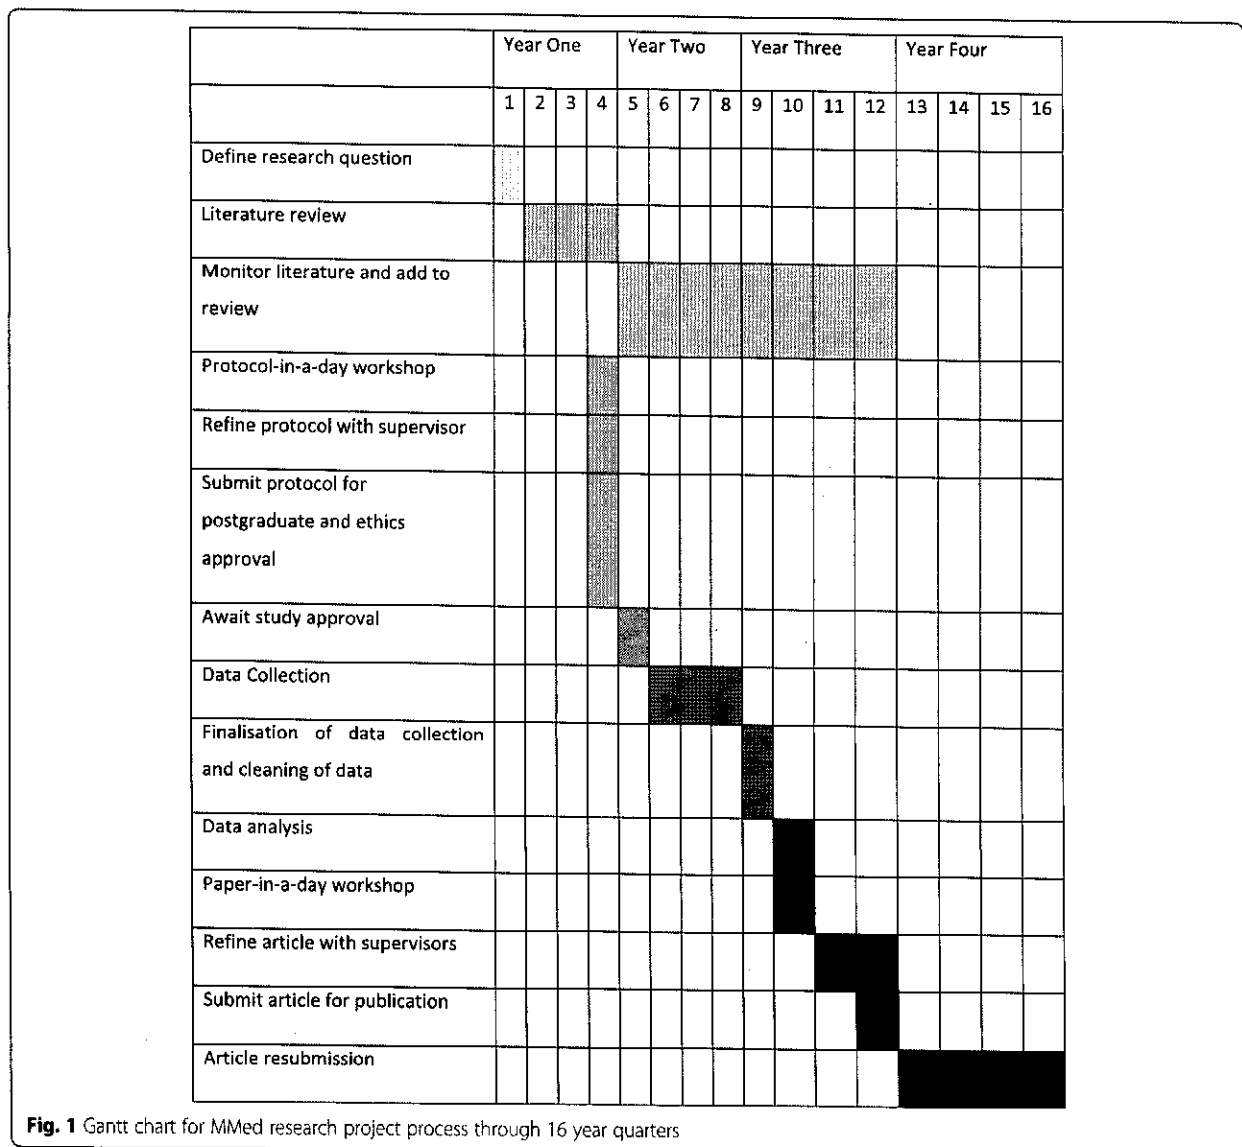 Year One Year Two Year Three Year Four
1 2 3 4 5 6 7 8 9 10 11 12 13 14 15 16
Define research question
Literature review
Monitor literature and add to
review
Protocol-in-a-day workshop
Refine protocol with supervisor
Submit protocol for
postgraduate and ethics
approval
Await study approval
Data Collection
Finalisation of data collection
and cleaning of data
Data analysis
Paper-in-a-day workshop
Refine article with supervisors
Submit article for publication
Article resubmission
Fig. 1 Gantt chart for MMed research project process through 16 year quarters